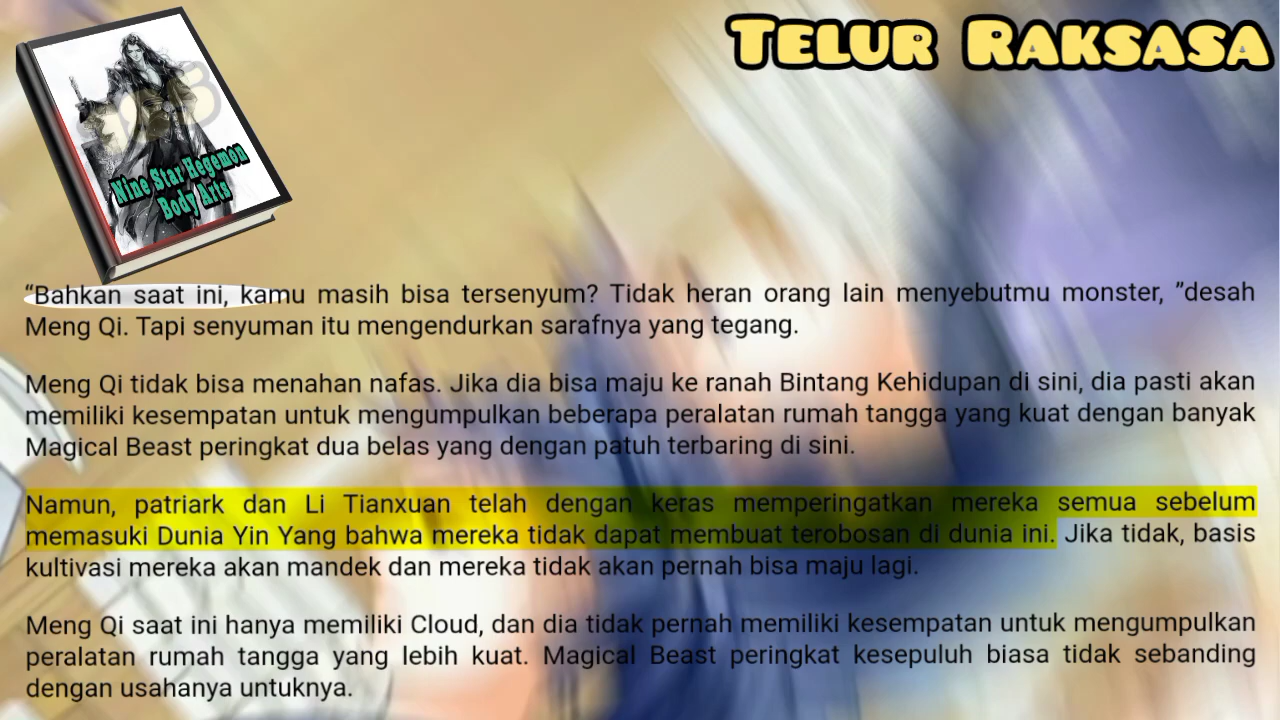 TELUR RAKSASA
Nine Star Hegemon
Body Arts
“Bahkan saat ini, kamu masih bisa tersenyum? Tidak heran orang lain menyebutmu monster, ”desah
Meng Qi. Tapi senyuman itu mengendurkan sarafnya yang tegang.
Meng Qi tidak bisa menahan nafas. Jika dia bisa maju ke ranah Bintang Kehidupan di sini, dia pasti akan
memiliki kesempatan untuk mengumpulkan beberapa peralatan rumah tangga yang kuat dengan banyak
Magical Beast peringkat dua belas yang dengan patuh terbaring di sini.
Namun, patriark dan Li Tianxuan telah dengan keras memperingatkan mereka semua sebelum
memasuki Dunia Yin Yang bahwa mereka tidak dapat membuat terobosan di dunia ini. Jika tidak, basis
kultivasi mereka akan mandek dan mereka tidak akan pernah bisa maju lagi.
Meng Qi saat ini hanya memiliki Cloud, dan dia tidak pernah memiliki kesempatan untuk mengumpulkan
peralatan rumah tangga yang lebih kuat. Magical Beast peringkat kesepuluh biasa tidak sebanding
dengan usahanya untuknya.